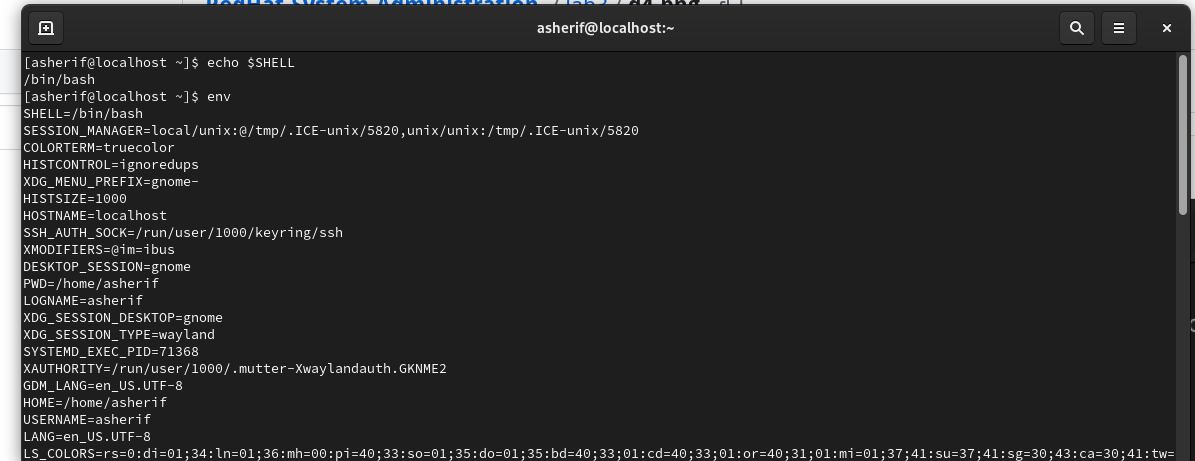 RedHat System Administration / lab3 / q4.png
asherif@localhost:~
[asherif@localhost ~]$ echo $SHELL
/bin/bash
[asherif@localhost ~]$ env
SHELL=/bin/bash
SESSION_MANAGER=local/unix:@/tmp/.ICE-unix/5820,unix/unix:/tmp/.ICE-unix/5820
COLORTERM=truecolor
HISTCONTROL=ignoredups
XDG_MENU_PREFIX=gnome-
HISTSIZE=1000
HOSTNAME=localhost
SSH_AUTH_SOCK=/run/user/1000/keyring/ssh
XMODIFIERS=@im=ibus
DESKTOP_SESSION=gnome
PWD=/home/asherif
LOGNAME=asherif
XDG_SESSION_DESKTOP=gnome
XDG_SESSION_TYPE=wayland
SYSTEMD_EXEC_PID=71368
XAUTHORITY=/run/user/1000/.mutter-Xwaylandauth.GKNME2
GDM_LANG=en_US.UTF-8
HOME=/home/asherif
USERNAME=asherif
LANG=en_US.UTF-8
LS_COLORS=rs=0:di=01;34:ln=01;36:mh=00:pi=40;33:so=01;35:do=01;35:bd=40;33;01:cd=40;33;01:or=40;31;01:mi=01;37;41:su=37;41:sg=30;43:ca=30;41:tw=